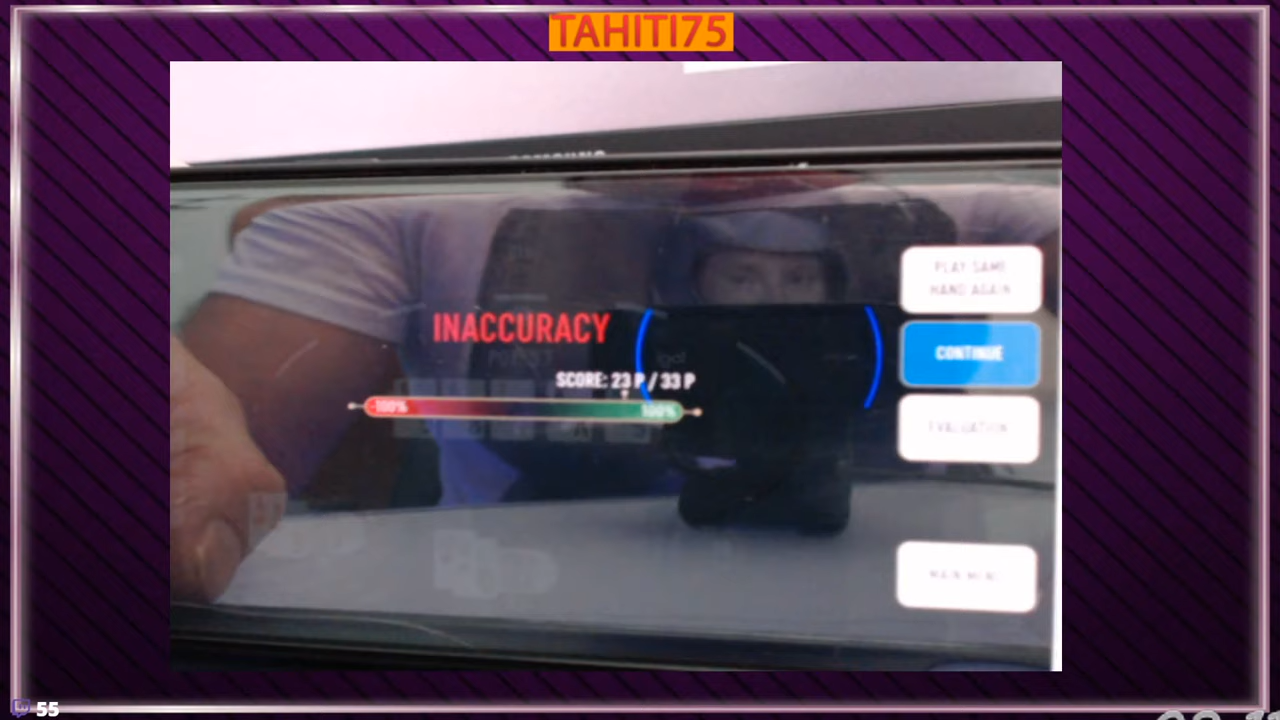 TAHITI75
PLAY SAME
HAND AGAIN
INACCURACY
CONTINUE
SCORE: 23 P / 33 P
-100%
100%
EVALUATION
MAIN MENU
55